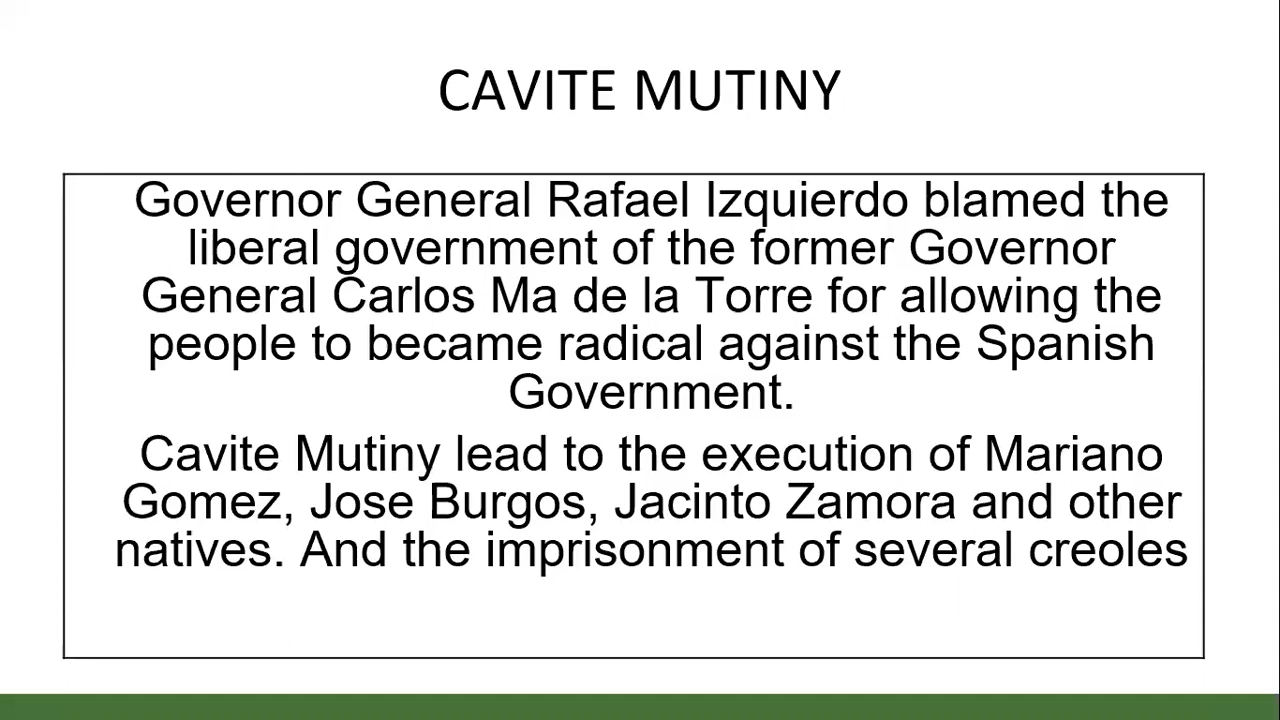 CAVITE MUTINY
Governor General Rafael Izquierdo blamed the
liberal government of the former Governor
General Carlos Ma de la Torre for allowing the
people to became radical against the Spanish
Government.
Cavite Mutiny lead to the execution of Mariano
Gomez, Jose Burgos, Jacinto Zamora and other
natives. And the imprisonment of several creoles